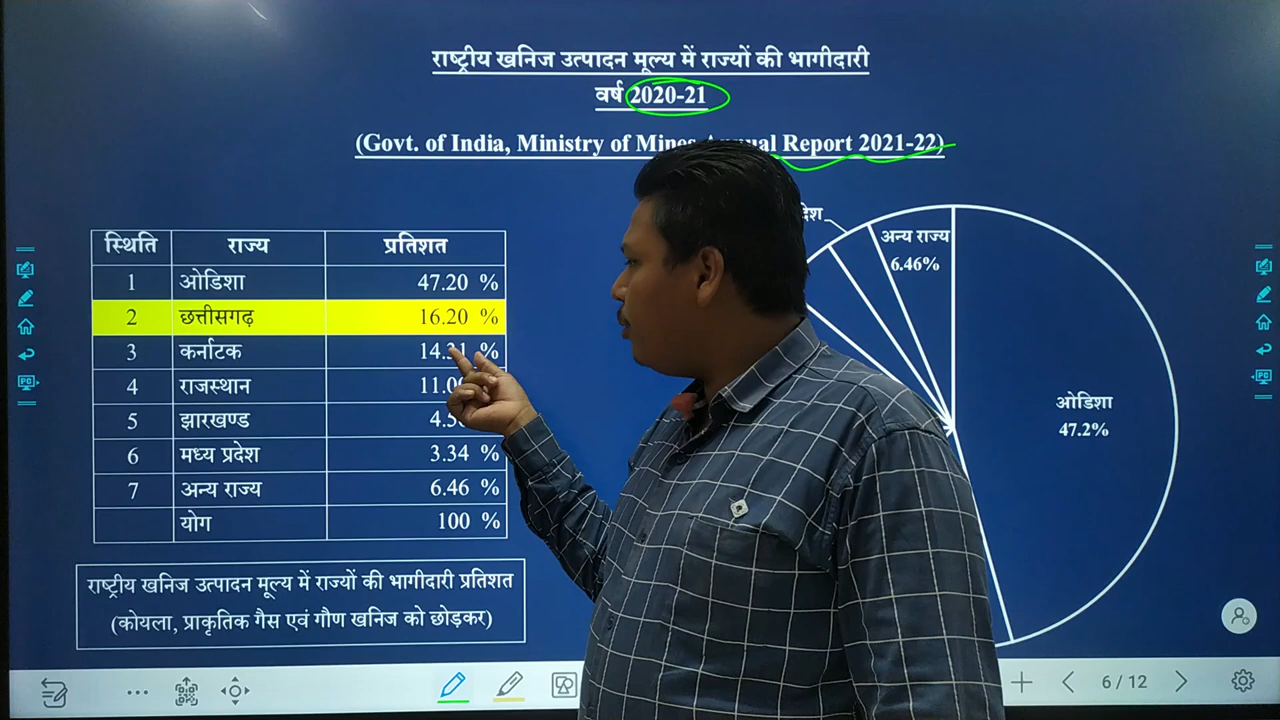 राष्ट्रीय खनिज उत्पादन मूल्य में राज्यों की भागीदारी
वर्ष 2020-21
(Govt. of India, Ministry of Mines Annual Report 2021-22)
स्थिति राज्य प्रतिशत
1 ओडिशा 47.20 %
2 छत्तीसगढ़ 16.20 %
3 कर्नाटक 14.31 %
4 राजस्थान
5 झारखण्ड
6 मध्य प्रदेश 3.34 %
7 अन्य राज्य 6.46 %
योग 100 %
राष्ट्रीय खनिज उत्पादन मूल्य में राज्यों की भागीदारी प्रतिशत
(कोयला, प्राकृतिक गैस एवं गौण खनिज को छोड़कर)
अन्य राज्य
6.46%
ओडिशा
47.2%
6 / 12